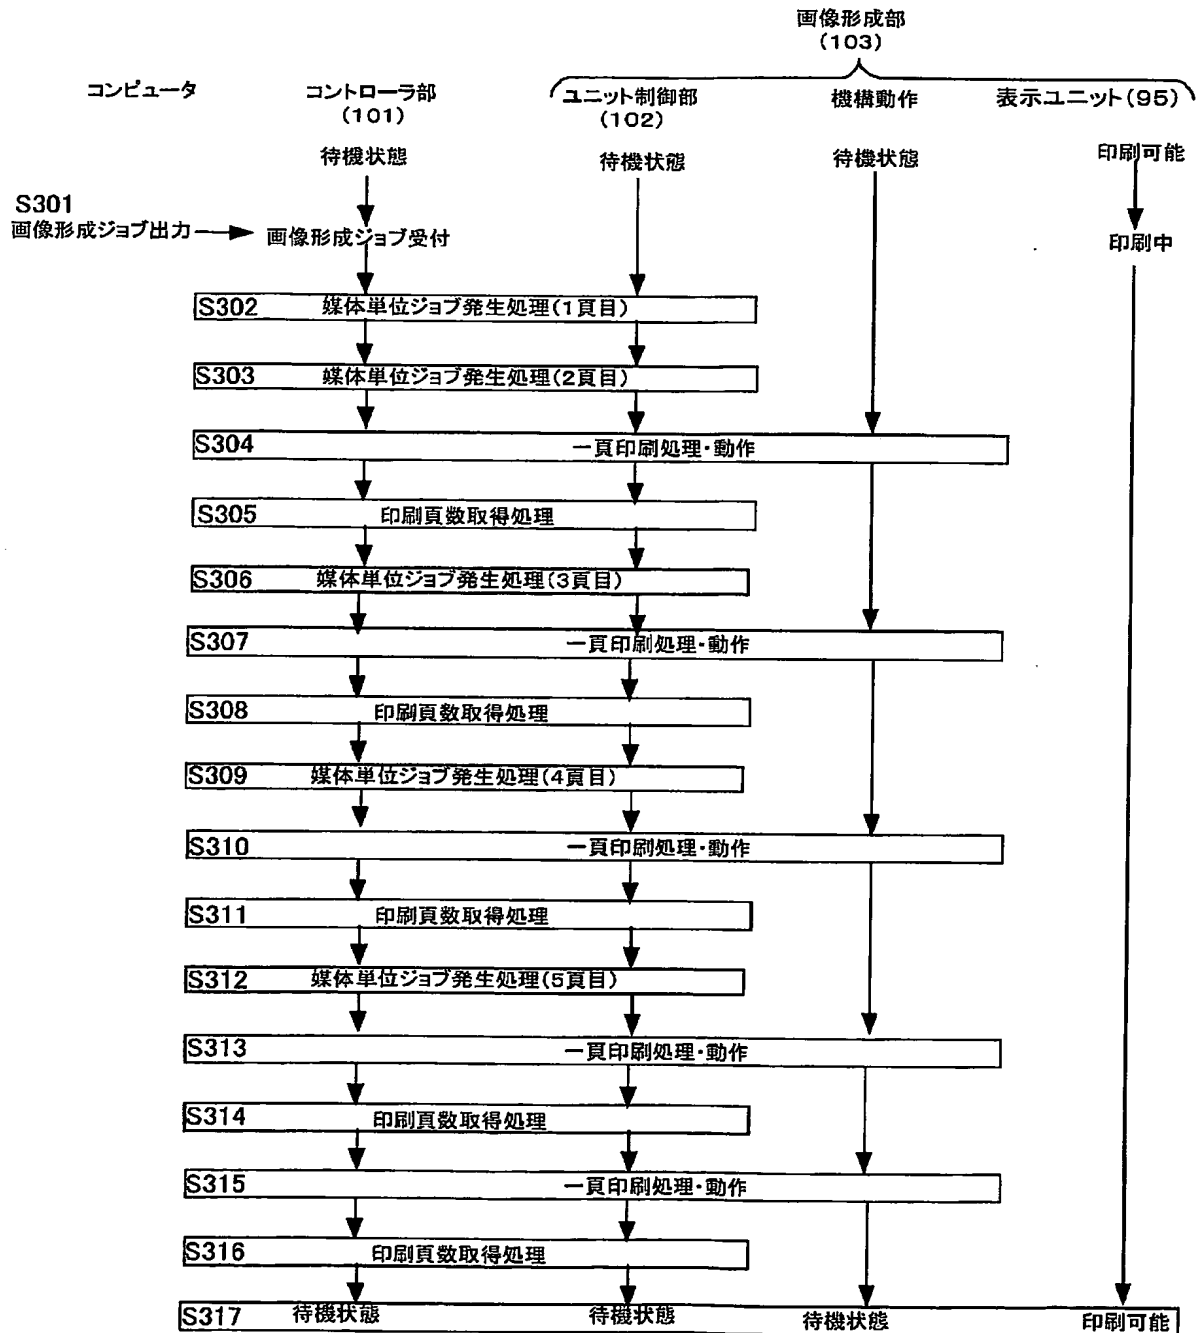 画像形成部
(103)
コンピュータ
コントローラ部
(101)
ユニット制御部
(102)
機構動作
表示ユニット(95)
待機状態
待機状態
待機状態
印刷可能
S301
画像形成ジョブ出力
画像形成ジョブ受付
印刷中
S302 媒体単位ジョブ発生処理(1頁目)
S303 媒体単位ジョブ発生処理(2頁目)
S304 一頁印刷処理・動作
S305 印刷頁数取得処理
S306 媒体単位ジョブ発生処理(3頁目)
S307 一頁印刷処理・動作
S308 印刷頁数取得処理
S309 媒体単位ジョブ発生処理(4頁目)
S310 一頁印刷処理・動作
S311 印刷頁数取得処理
S312 媒体単位ジョブ発生処理(5頁目)
S313 一頁印刷処理・動作
S314 印刷頁数取得処理
S315 一頁印刷処理・動作
S316 印刷頁数取得処理
S317 待機状態 待機状態 待機状態 印刷可能